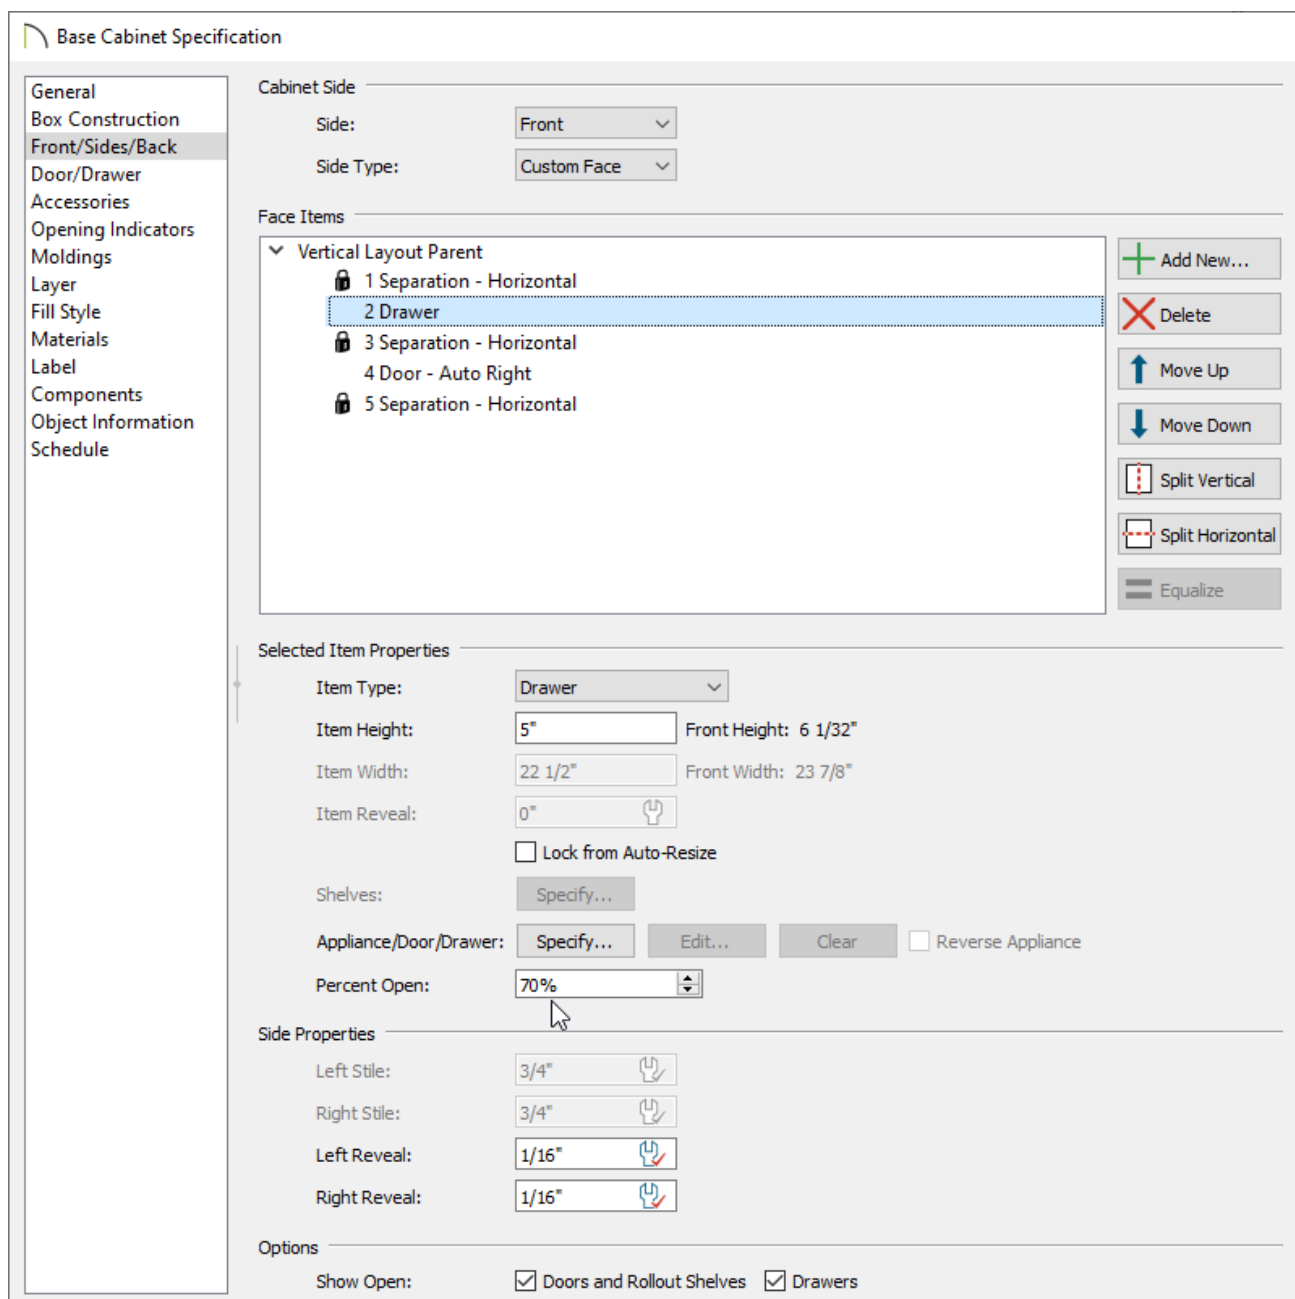 Base Cabinet Specification
General
Box Construction
Front/Sides/Back
Door/Drawer
Accessories
Opening Indicators
Moldings
Layer
Fill Style
Materials
Label
Components
Object Information
Schedule
Cabinet Side
Side: Front
Side Type: Custom Face
Face Items
Vertical Layout Parent
1 Separation - Horizontal
2 Drawer
3 Separation - Horizontal
4 Door - Auto Right
5 Separation - Horizontal
Add New...
Delete
Move Up
Move Down
Split Vertical
Split Horizontal
Equalize
Selected Item Properties
Item Type: Drawer
Item Height: 5" Front Height: 6 1/32"
Item Width: 22 1/2" Front Width: 23 7/8"
Item Reveal: 0"
Lock from Auto-Resize
Shelves: Specify...
Appliance/Door/Drawer: Specify... Edit... Clear Reverse Appliance
Percent Open: 70%
Side Properties
Left Stile: 3/4"
Right Stile: 3/4"
Left Reveal: 1/16"
Right Reveal: 1/16"
Options
Show Open: Doors and Rollout Shelves Drawers